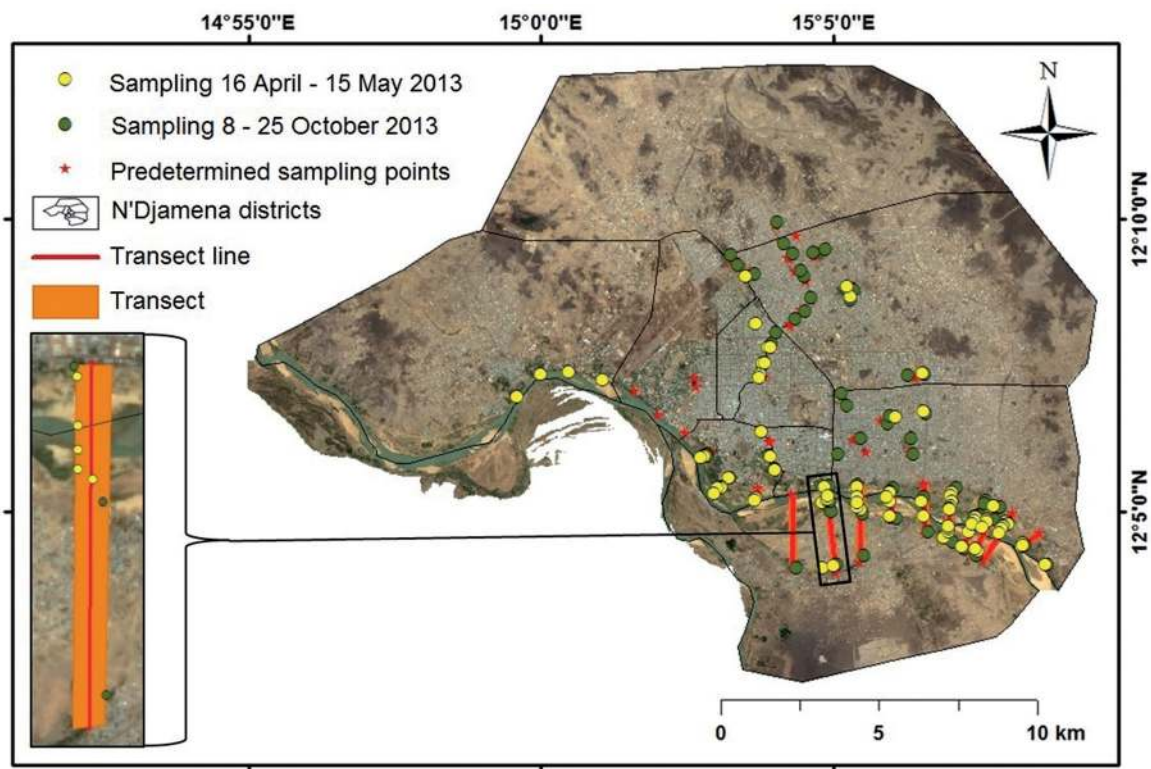 14°55'0"E 15°0'0"E 15°5'0"E
Sampling 16 April - 15 May 2013
Sampling 8 - 25 October 2013
Predetermined sampling points
N'Djamena districts
Transect line
Transect
N
12°10'0"N
12°5'0"N
0 5 10 km